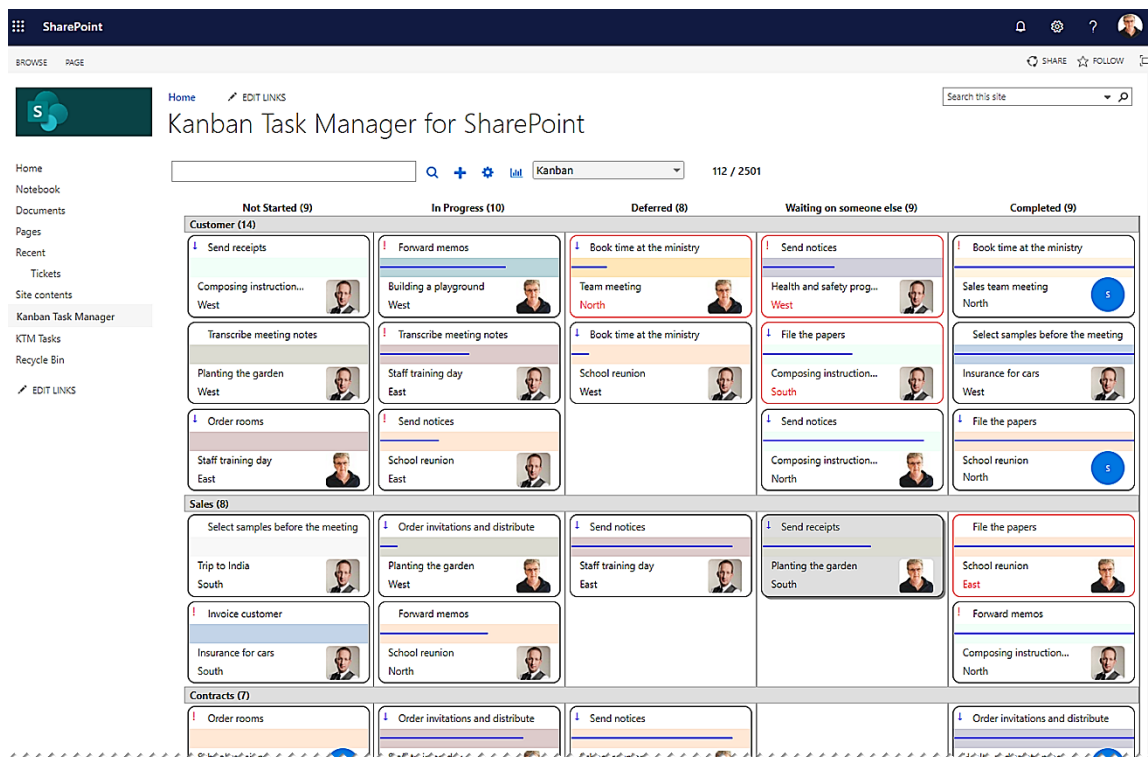 SharePoint
BROWSE PAGE
SHARE FOLLOW
S
Home EDIT LINKS
Search this site
Kanban Task Manager for SharePoint
Home
Notebook
Documents
Pages
Recent
Tickets
Site contents
Kanban Task Manager
KTM Tasks
Recycle Bin
EDIT LINKS
Kanban
112 / 2501
Not Started (9) In Progress (10) Deferred (8) Waiting on someone else (9) Completed (9)
Customer (14)
↓ Send receipts
Composing instruction...
West
! Forward memos
Building a playground
West
↓ Book time at the ministry
Team meeting
North
! Send notices
Health and safety prog...
West
! Book time at the ministry
Sales team meeting
North
S
Transcribe meeting notes
Planting the garden
West
! Transcribe meeting notes
Staff training day
East
↓ Book time at the ministry
School reunion
West
↓ File the papers
Composing instruction...
South
Select samples before the meeting
Insurance for cars
West
↓ Order rooms
Staff training day
East
! Send notices
School reunion
East
↓ Send notices
Composing instruction...
North
↓ File the papers
School reunion
North
S
Sales (8)
Select samples before the meeting
Trip to India
South
↓ Order invitations and distribute
Planting the garden
West
↓ Send notices
Staff training day
East
↓ Send receipts
Planting the garden
South
File the papers
School reunion
East
! Invoice customer
Insurance for cars
South
Forward memos
School reunion
North
! Forward memos
Composing instruction...
North
Contracts (7)
! Order rooms
↓ Order invitations and distribute
↓ Send notices
↓ Order invitations and distribute